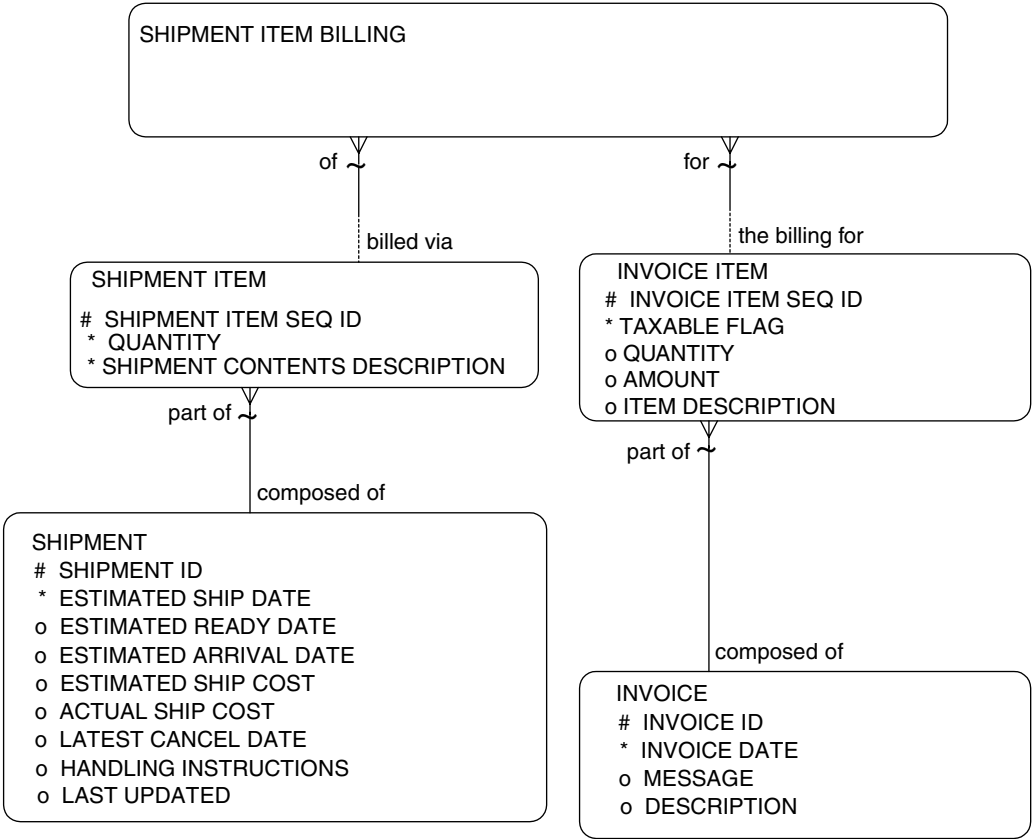 SHIPMENT ITEM BILLING
of
for
billed via
the billing for
SHIPMENT ITEM
# SHIPMENT ITEM SEQ ID
* QUANTITY
* SHIPMENT CONTENTS DESCRIPTION
INVOICE ITEM
# INVOICE ITEM SEQ ID
* TAXABLE FLAG
o QUANTITY
o AMOUNT
o ITEM DESCRIPTION
part of
part of
composed of
SHIPMENT
# SHIPMENT ID
* ESTIMATED SHIP DATE
o ESTIMATED READY DATE
o ESTIMATED ARRIVAL DATE
o ESTIMATED SHIP COST
o ACTUAL SHIP COST
o LATEST CANCEL DATE
o HANDLING INSTRUCTIONS
o LAST UPDATED
composed of
INVOICE
# INVOICE ID
* INVOICE DATE
o MESSAGE
o DESCRIPTION